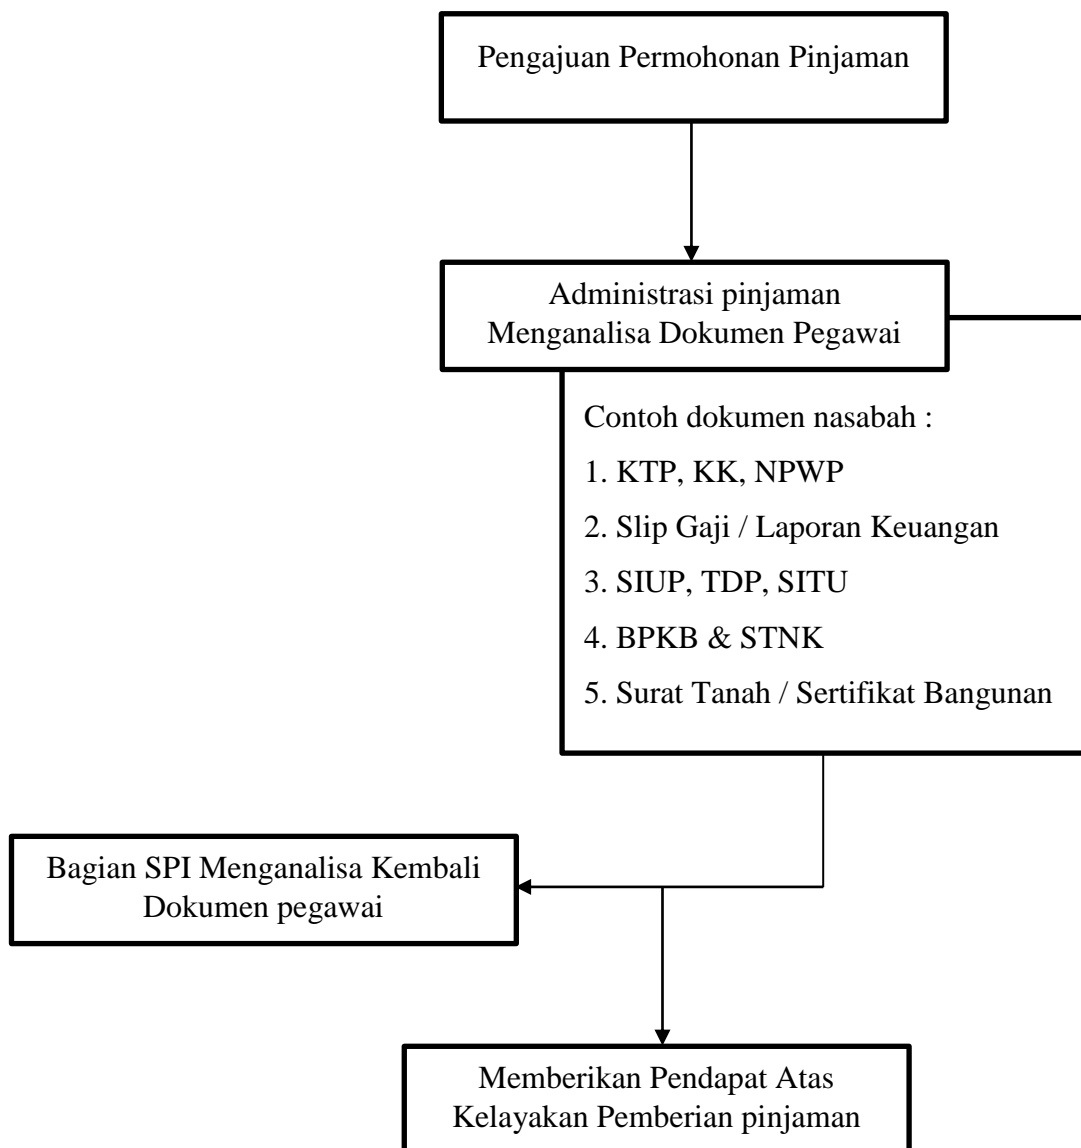 Pengajuan Permohonan Pinjaman
Administrasi pinjaman
Menganalisa Dokumen Pegawai
Contoh dokumen nasabah :
1. KTP, KK, NPWP
2. Slip Gaji / Laporan Keuangan
3. SIUP, TDP, SITU
4. BPKB & STNK
5. Surat Tanah / Sertifikat Bangunan
Bagian SPI Menganalisa Kembali
Dokumen pegawai
Memberikan Pendapat Atas
Kelayakan Pemberian pinjaman